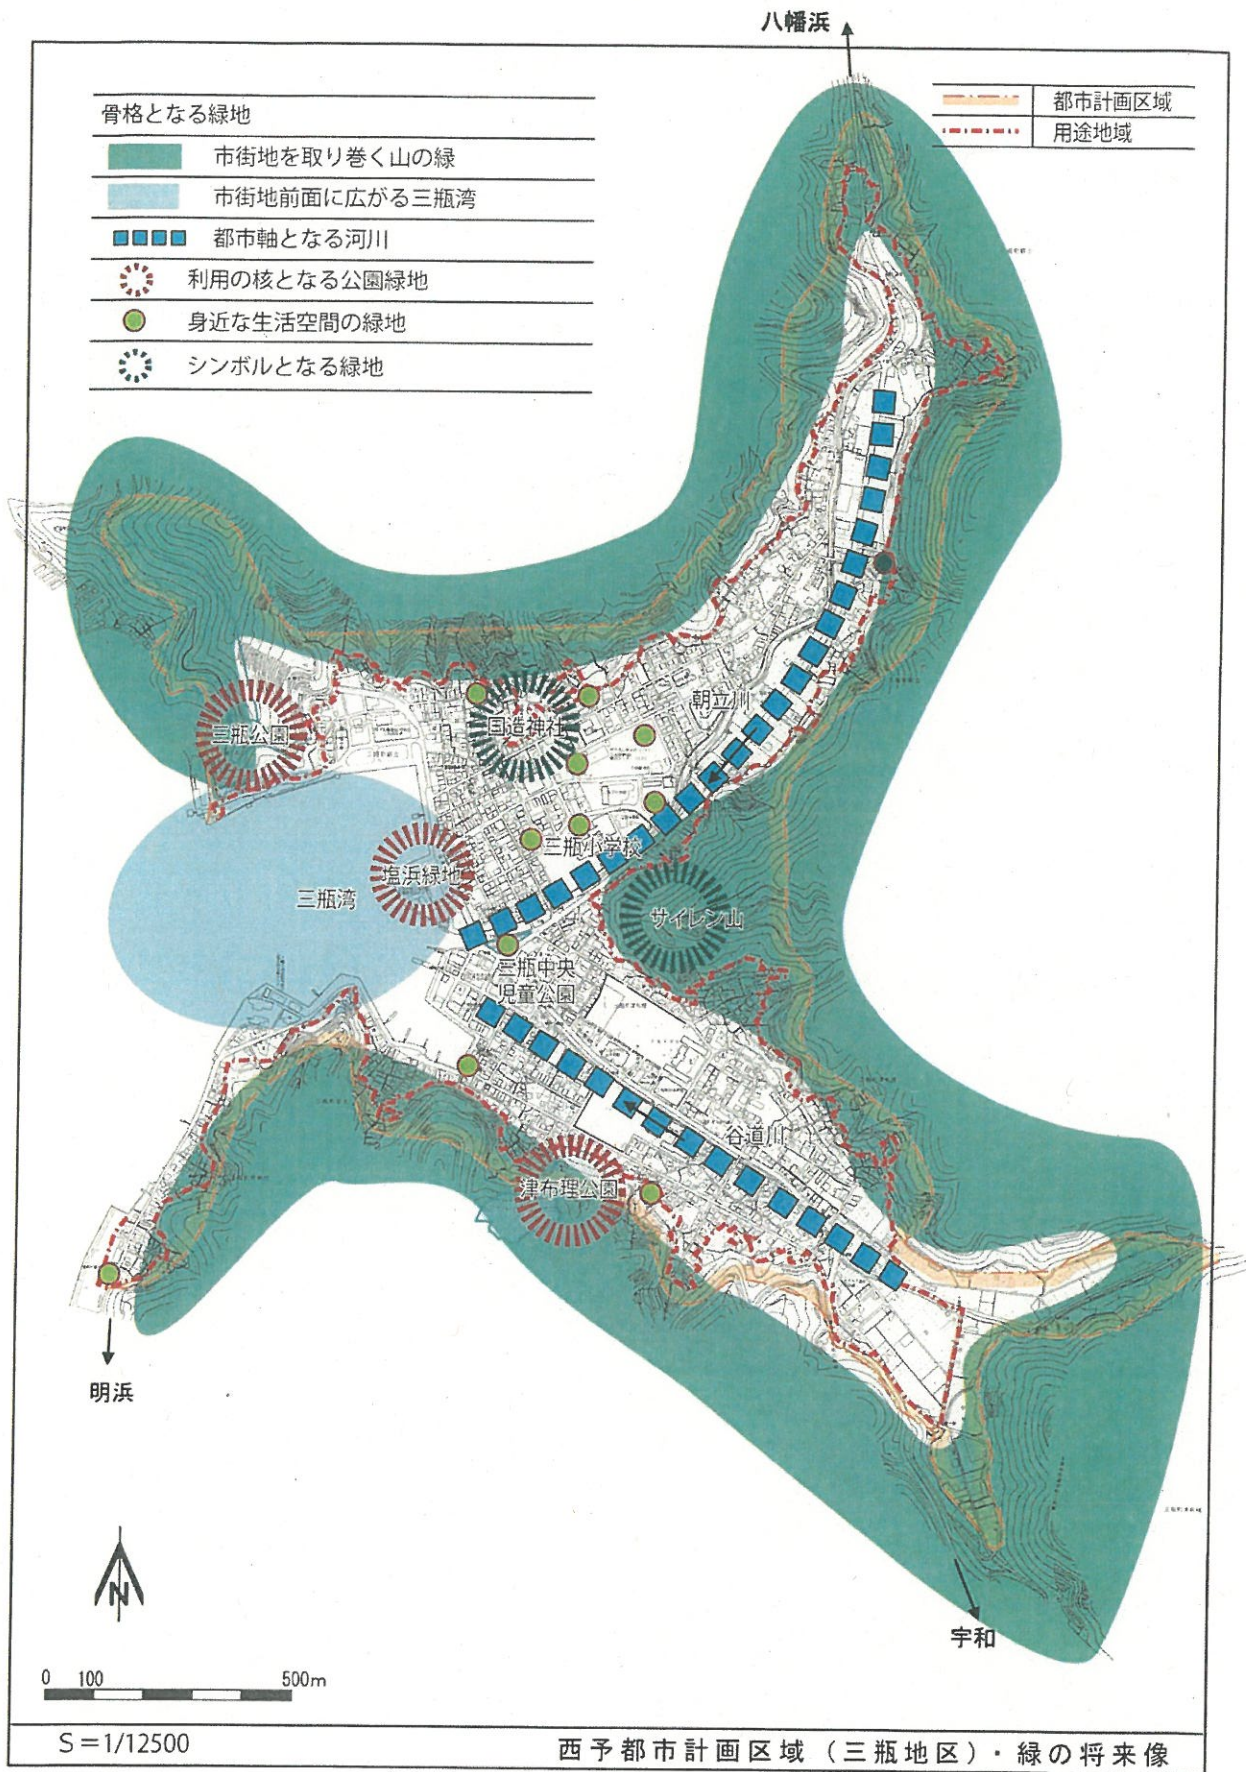 八幡浜
骨格となる緑地
市街地を取り巻く山の緑
市街地前面に広がる三瓶湾
都市軸となる河川
利用の核となる公園緑地
身近な生活空間の緑地
シンボルとなる緑地
都市計画区域
用途地域
朝立川
国造神社
三瓶公園
三瓶小学校
塩浜緑地
三瓶湾
サイレン山
三瓶中央
児童公園
谷道川
津布理公園
明浜
宇和
N
0 100 500m
S=1/12500
西予都市計画区域（三瓶地区）・緑の将来像